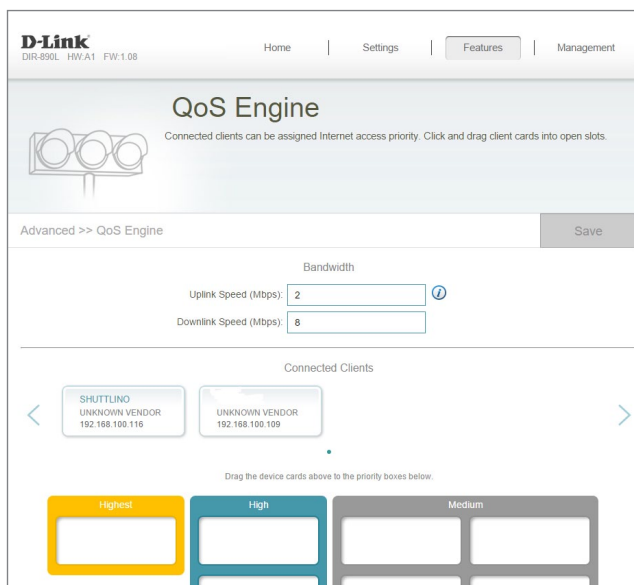 D-Link
DIR-890L HW:A1 FW:1.08
Home | Settings | Features | Management
QoS Engine
Connected clients can be assigned Internet access priority. Click and drag client cards into open slots.
Advanced >> QoS Engine
Save
Bandwidth
Uplink Speed (Mbps): 2
Downlink Speed (Mbps): 8
Connected Clients
SHUTTLINO
UNKNOWN VENDOR
192.168.100.116
UNKNOWN VENDOR
192.168.100.109
Drag the device cards above to the priority boxes below.
Highest
High
Medium